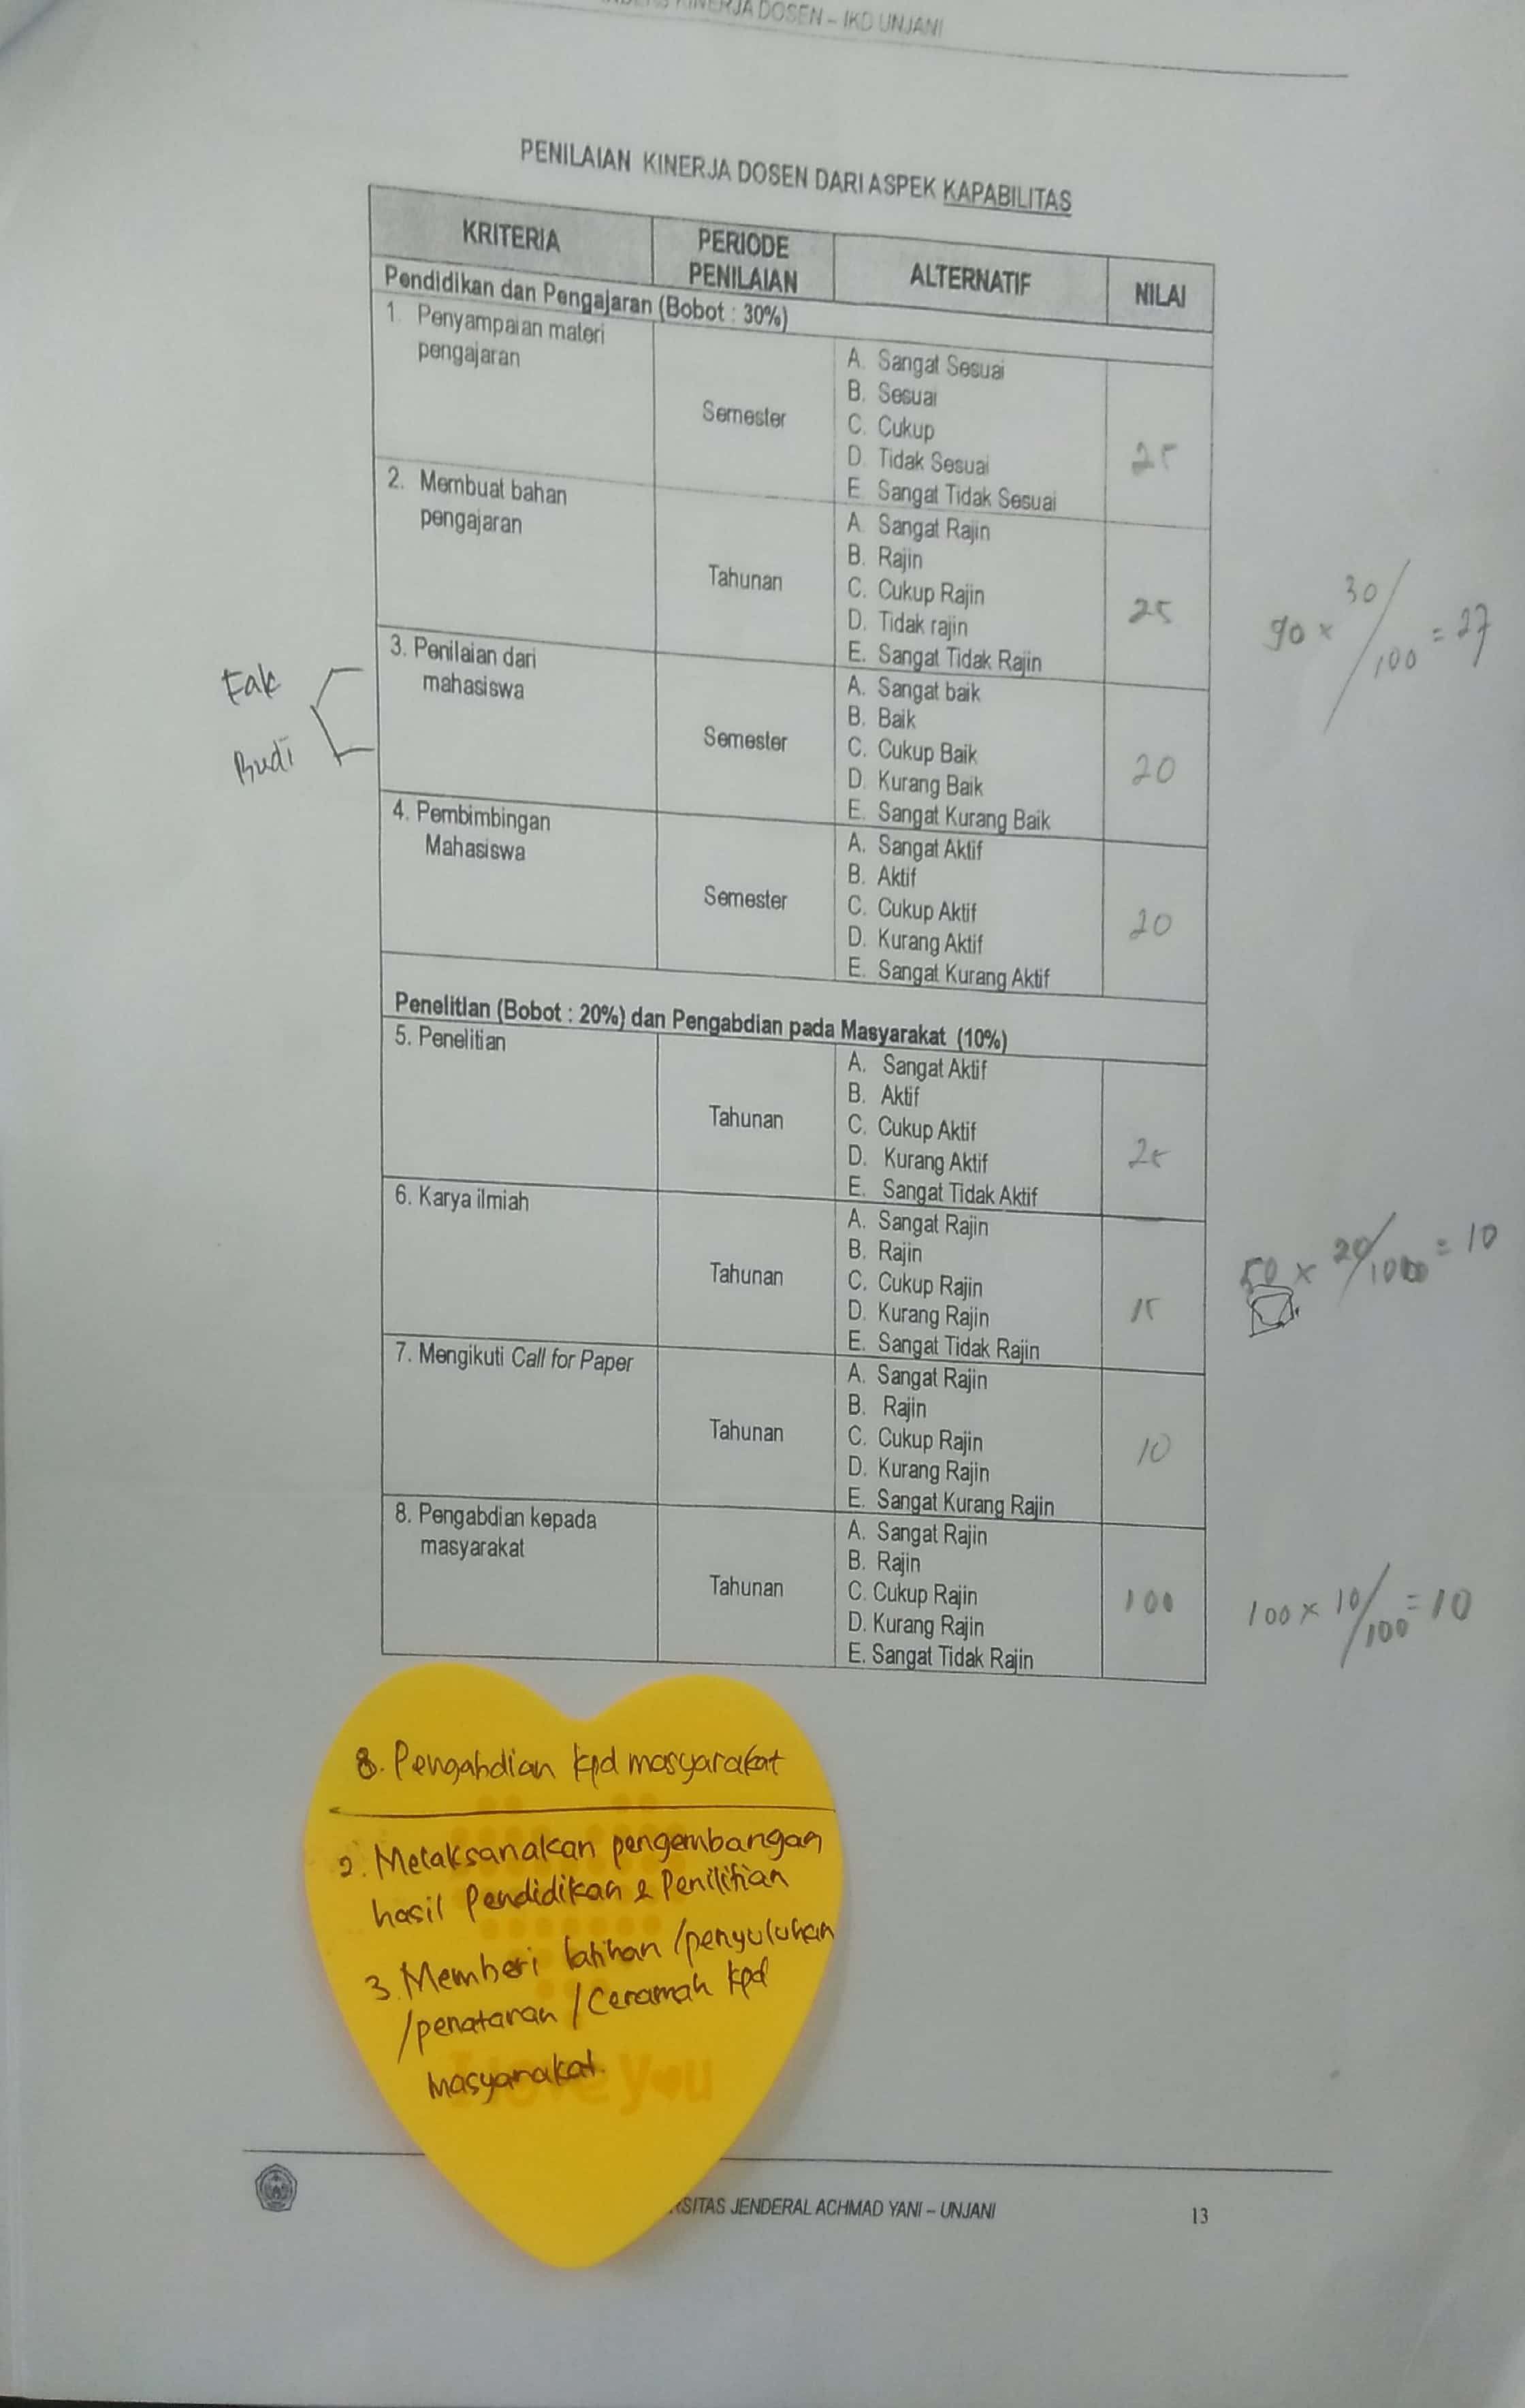 KINERJA DOSEN – IKD UNJANI
PENILAIAN KINERJA DOSEN DARI ASPEK KAPABILITAS
KRITERIA
PERIODE
PENILAIAN
ALTERNATIF
NILAI
Pendidikan dan Pengajaran (Bobot : 30%)
1. Penyampaian materi
pengajaran
Semester
A. Sangat Sesuai
B. Sesuai
C. Cukup
D. Tidak Sesuai
E. Sangat Tidak Sesuai
25
2. Membuat bahan
pengajaran
Tahunan
A. Sangat Rajin
B. Rajin
C. Cukup Rajin
D. Tidak rajin
E. Sangat Tidak Rajin
25
90 x 30/100 = 27
Fak
Budi
3. Penilaian dari
mahasiswa
Semester
A. Sangat baik
B. Baik
C. Cukup Baik
D. Kurang Baik
E. Sangat Kurang Baik
20
4. Pembimbingan
Mahasiswa
Semester
A. Sangat Aktif
B. Aktif
C. Cukup Aktif
D. Kurang Aktif
E. Sangat Kurang Aktif
20
Penelitian (Bobot : 20%) dan Pengabdian pada Masyarakat (10%)
5. Penelitian
Tahunan
A. Sangat Aktif
B. Aktif
C. Cukup Aktif
D. Kurang Aktif
E. Sangat Tidak Aktif
25
6. Karya ilmiah
Tahunan
A. Sangat Rajin
B. Rajin
C. Cukup Rajin
D. Kurang Rajin
E. Sangat Tidak Rajin
15
50 x 20/100 = 10
7. Mengikuti Call for Paper
Tahunan
A. Sangat Rajin
B. Rajin
C. Cukup Rajin
D. Kurang Rajin
E. Sangat Kurang Rajin
10
8. Pengabdian kepada
masyarakat
Tahunan
A. Sangat Rajin
B. Rajin
C. Cukup Rajin
D. Kurang Rajin
E. Sangat Tidak Rajin
100
100 x 10/100 = 10
8. Pengabdian kpd masyarakat
2. Melaksanakan pengembangan
hasil Pendidikan & Penilitian
3. Memberi latihan /penyuluhan
/penataran / Ceramah kpd
masyarakat.
I love you
RSITAS JENDERAL ACHMAD YANI – UNJANI
13